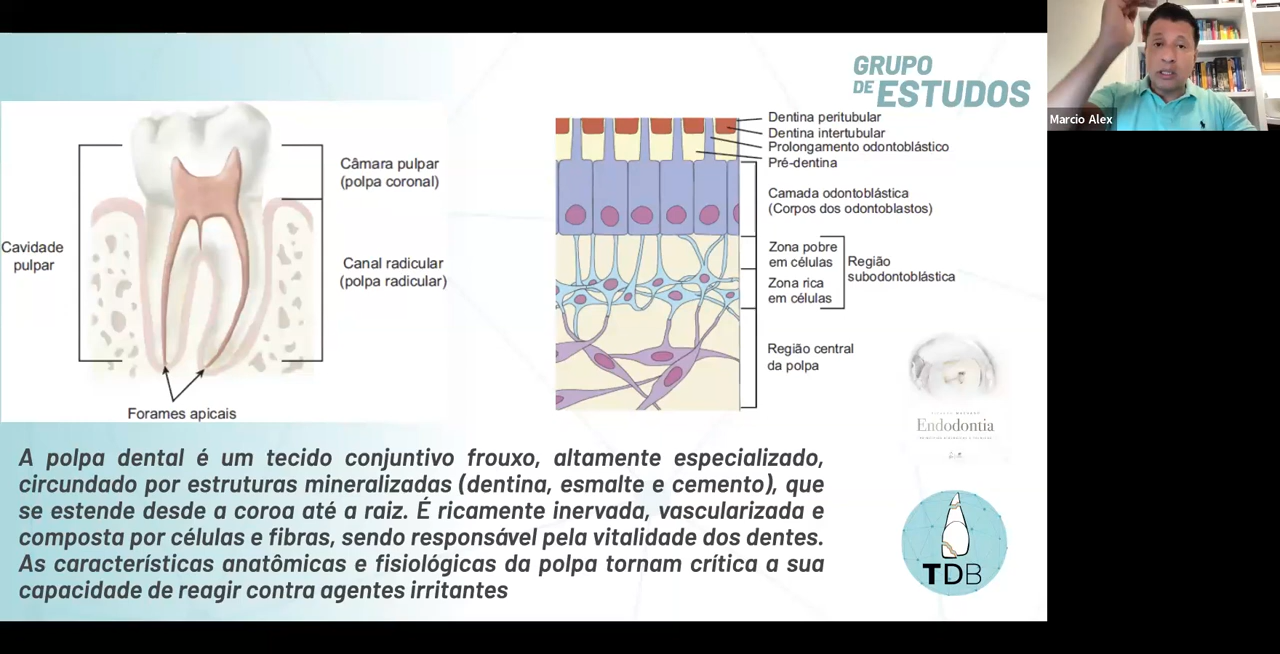 GRUPO
DE ESTUDOS
Marcio Alex
Cavidade
pulpar
Câmara pulpar
(polpa coronal)
Canal radicular
(polpa radicular)
Forames apicais
Dentina peritubular
Dentina intertubular
Prolongamento odontoblástico
Pré-dentina
Camada odontoblástica
(Corpos dos odontoblastos)
Zona pobre
em células
Zona rica
em células
Região
subodontoblástica
Região central
da polpa
Endodontia
A polpa dental é um tecido conjuntivo frouxo, altamente especializado,
circundado por estruturas mineralizadas (dentina, esmalte e cemento), que
se estende desde a coroa até a raiz. É ricamente inervada, vascularizada e
composta por células e fibras, sendo responsável pela vitalidade dos dentes.
As características anatômicas e fisiológicas da polpa tornam crítica a sua
capacidade de reagir contra agentes irritantes
TDB